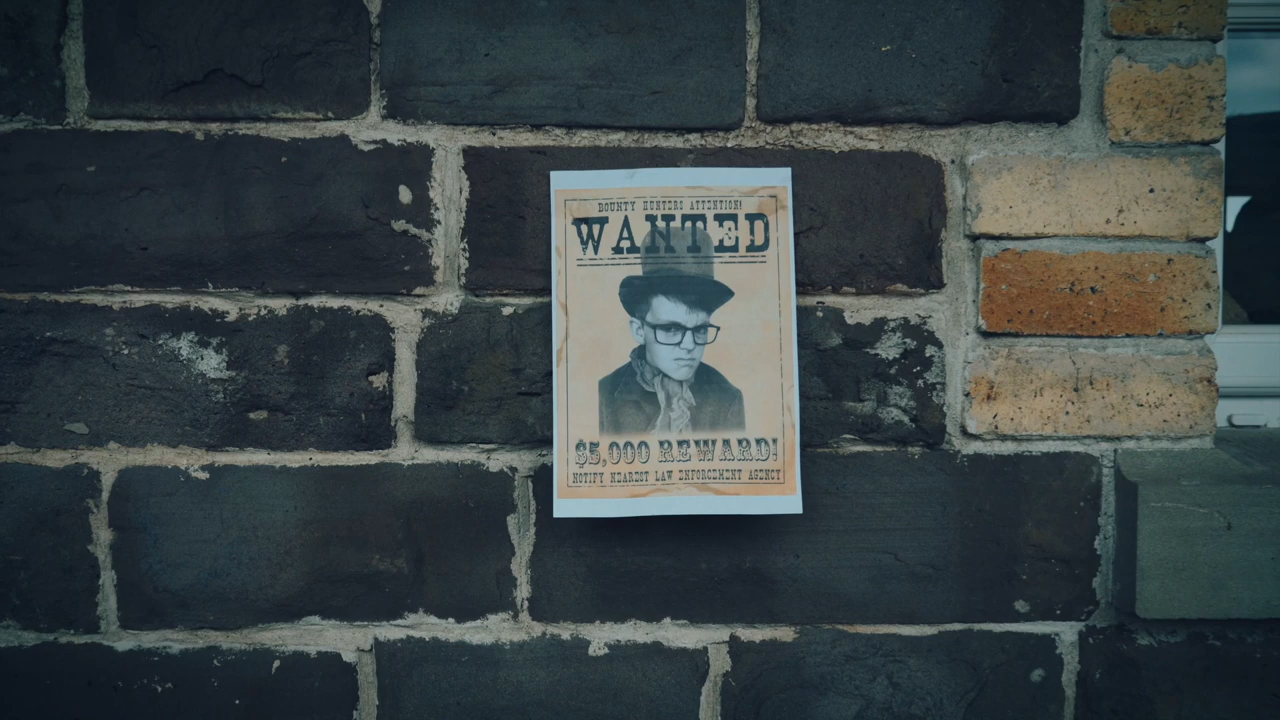 BOUNTY HUNTERS ATTENTION!
WANTED
$5,000 REWARD!
NOTIFY NEAREST LAW ENFORCEMENT AGENCY